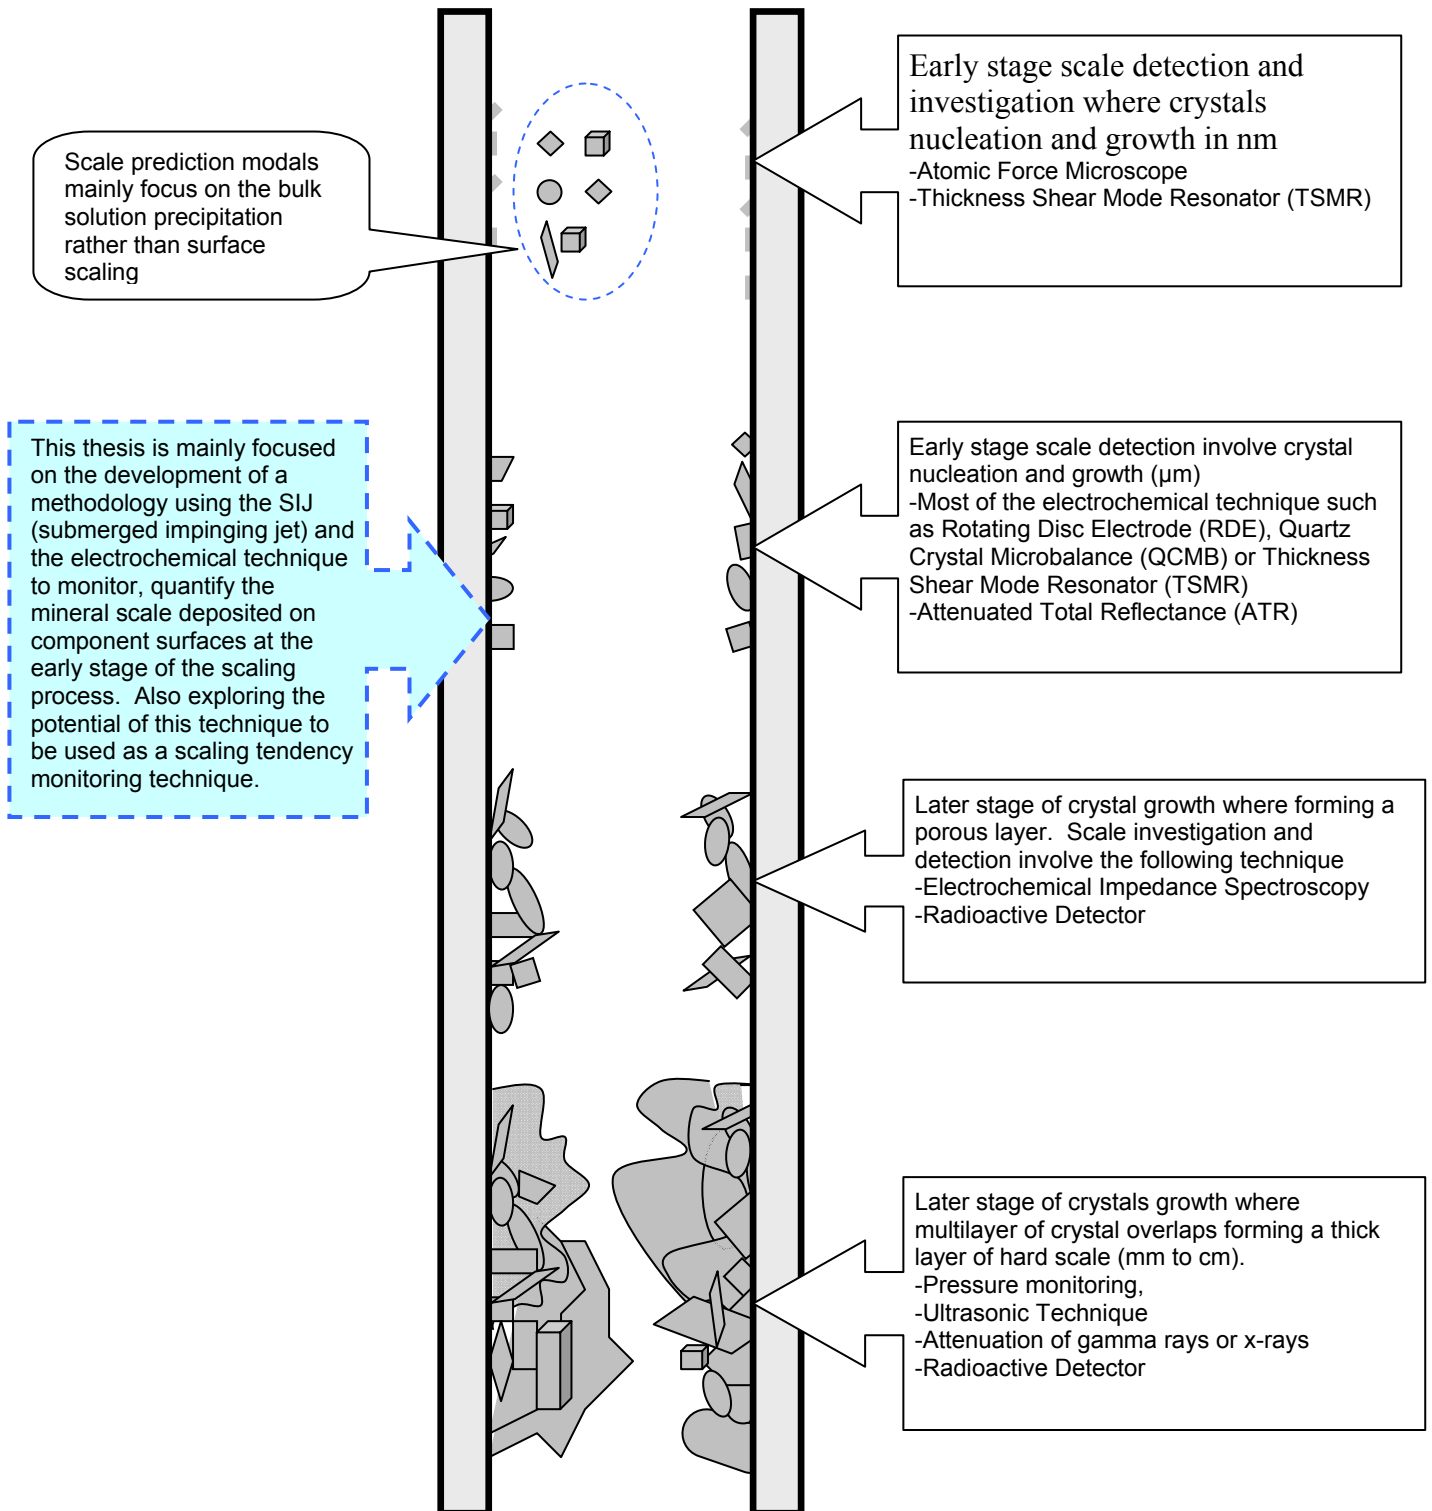 Early stage scale detection and
investigation where crystals
nucleation and growth in nm
-Atomic Force Microscope
-Thickness Shear Mode Resonator (TSMR)
Scale prediction modals
mainly focus on the bulk
solution precipitation
rather than surface
scaling
This thesis is mainly focused
on the development of a
methodology using the SIJ
(submerged impinging jet) and
the electrochemical technique
to monitor, quantify the
mineral scale deposited on
component surfaces at the
early stage of the scaling
process.  Also exploring the
potential of this technique to
be used as a scaling tendency
monitoring technique.
Early stage scale detection involve crystal
nucleation and growth (µm)
-Most of the electrochemical technique such
as Rotating Disc Electrode (RDE), Quartz
Crystal Microbalance (QCMB) or Thickness
Shear Mode Resonator (TSMR)
-Attenuated Total Reflectance (ATR)
Later stage of crystal growth where forming a
porous layer.  Scale investigation and
detection involve the following technique
-Electrochemical Impedance Spectroscopy
-Radioactive Detector
Later stage of crystals growth where
multilayer of crystal overlaps forming a thick
layer of hard scale (mm to cm).
-Pressure monitoring,
-Ultrasonic Technique
-Attenuation of gamma rays or x-rays
-Radioactive Detector